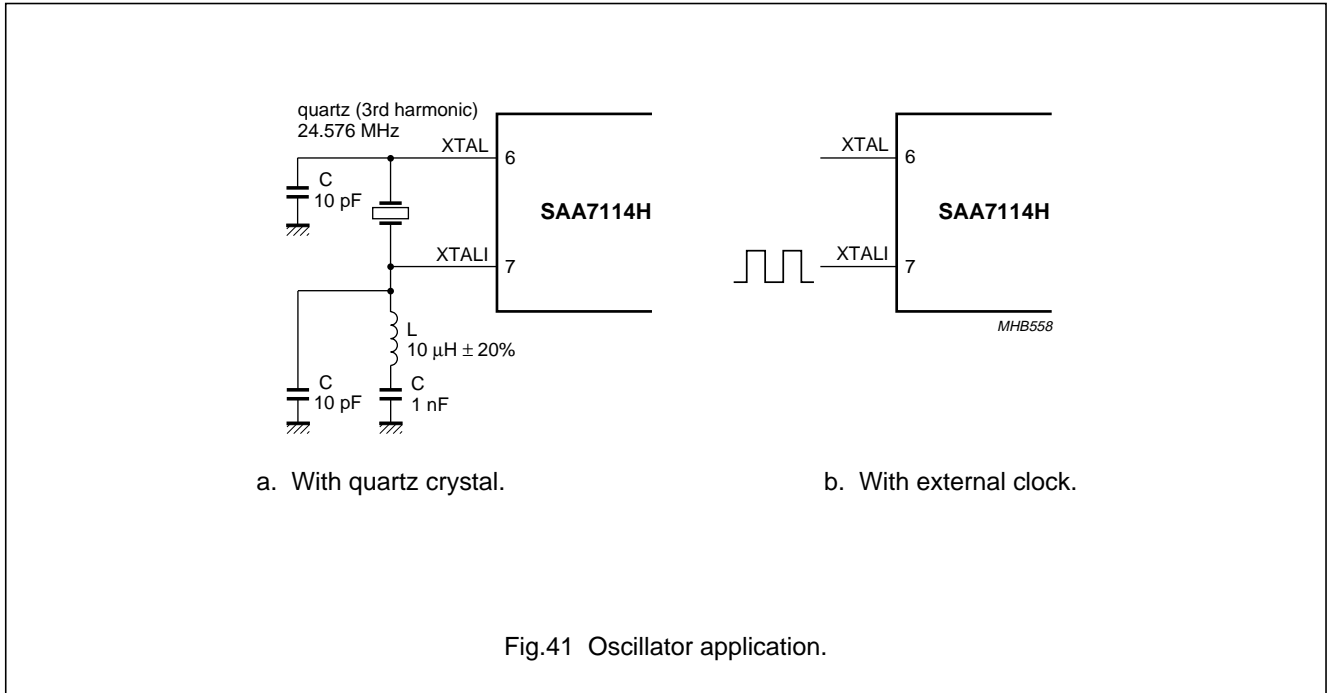 quartz (3rd harmonic)
24.576 MHz
XTAL
6
C
10 pF
SAA7114H
XTALI
7
L
10 μH ± 20%
C
10 pF
C
1 nF
XTAL
6
SAA7114H
XTALI
7
MHB558
a. With quartz crystal.
b. With external clock.
Fig.41 Oscillator application.